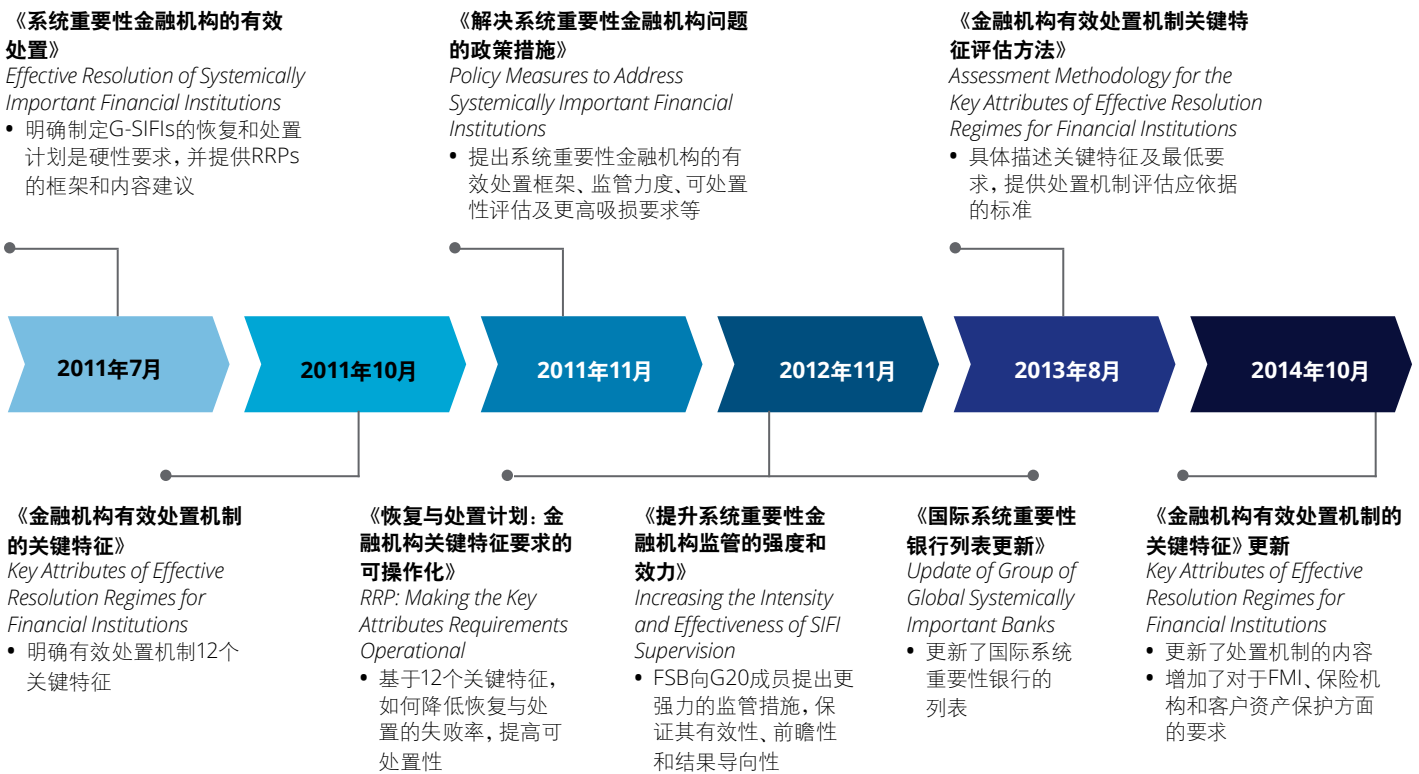 《系统重要性金融机构的有效
处置》
Effective Resolution of Systemically
Important Financial Institutions
• 明确制定G-SIFIs的恢复和处置
计划是硬性要求，并提供RRPs
的框架和内容建议
《解决系统重要性金融机构问题
的政策措施》
Policy Measures to Address
Systemically Important Financial
Institutions
• 提出系统重要性金融机构的有
效处置框架、监管力度、可处置
性评估及更高吸损要求等
《金融机构有效处置机制关键特
征评估方法》
Assessment Methodology for the
Key Attributes of Effective Resolution
Regimes for Financial Institutions
• 具体描述关键特征及最低要
求，提供处置机制评估应依据
的标准
2011年7月
2011年10月
2011年11月
2012年11月
2013年8月
2014年10月
《金融机构有效处置机制
的关键特征》
Key Attributes of Effective
Resolution Regimes for
Financial Institutions
• 明确有效处置机制12个
关键特征
《恢复与处置计划：金
融机构关键特征要求的
可操作化》
RRP: Making the Key
Attributes Requirements
Operational
• 基于12个关键特征，
如何降低恢复与处
置的失败率，提高可
处置性
《提升系统重要性金
融机构监管的强度和
效力》
Increasing the Intensity
and Effectiveness of SIFI
Supervision
• FSB向G20成员提出更
强力的监管措施，保
证其有效性、前瞻性
和结果导向性
《国际系统重要性
银行列表更新》
Update of Group of
Global Systemically
Important Banks
• 更新了国际系统
重要性银行的
列表
《金融机构有效处置机制的
关键特征》更新
Key Attributes of Effective
Resolution Regimes for
Financial Institutions
• 更新了处置机制的内容
• 增加了对于FMI、保险机
构和客户资产保护方面
的要求